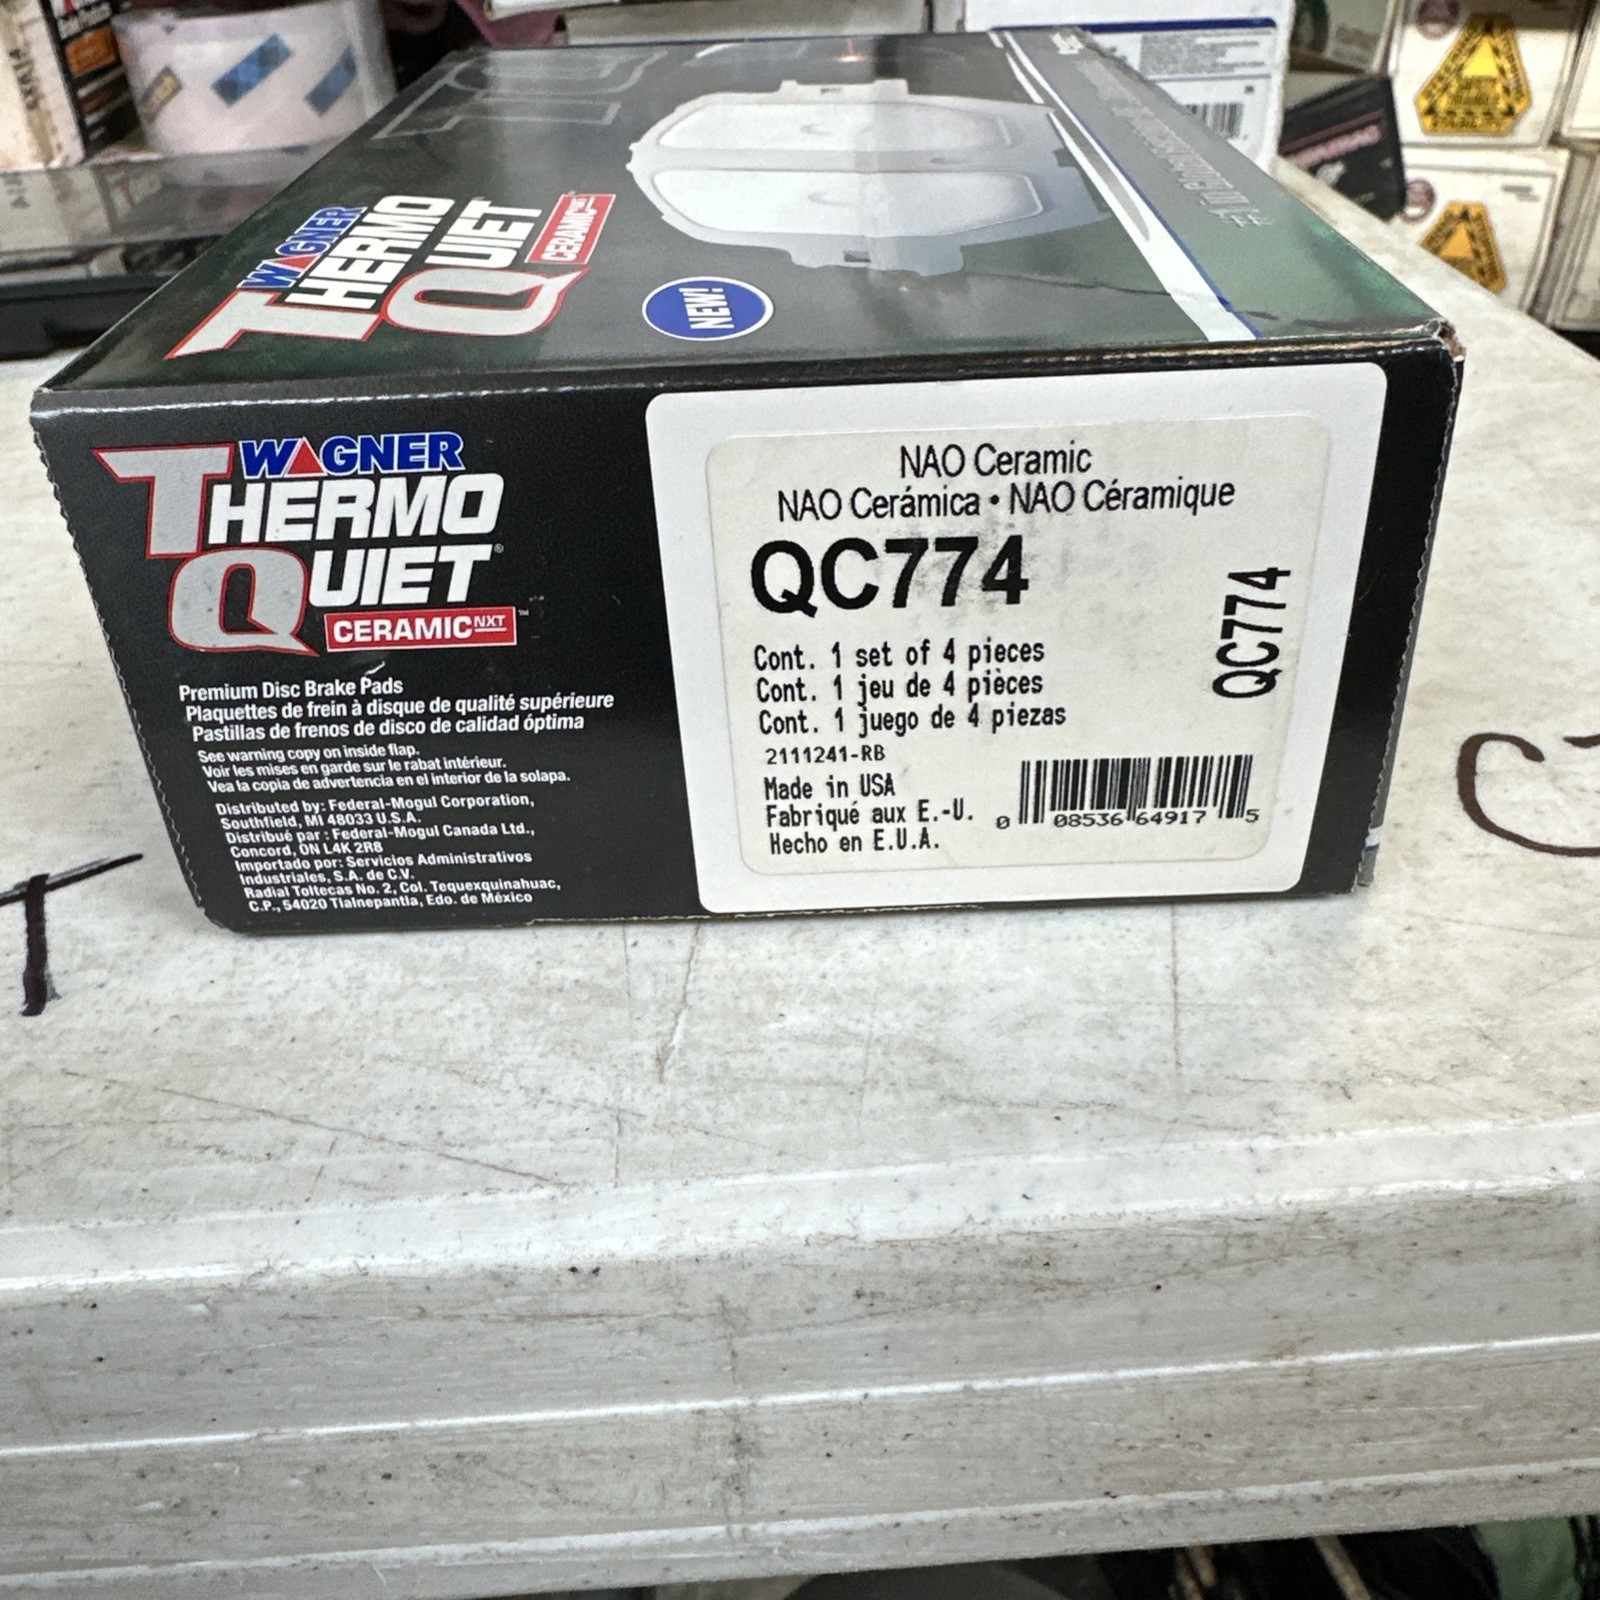 WAGNER
THERMO
QUIET
CERAMIC
NEW!
WAGNER
THERMO
QUIET®
CERAMIC NXT™
Premium Disc Brake Pads
Plaquettes de frein à disque de qualité supérieure
Pastillas de frenos de disco de calidad óptima
See warning copy on inside flap.
Voir les mises en garde sur le rabat intérieur.
Vea la copia de advertencia en el interior de la solapa.
Distributed by: Federal-Mogul Corporation,
Southfield, MI 48033 U.S.A.
Distribué par : Federal-Mogul Canada Ltd.,
Concord, ON L4K 2R8
Importado por: Servicios Administrativos
Industriales, S.A. de C.V.
Radial Toltecas No. 2, Col. Tequexquinahuac,
C.P., 54020 Tlalnepantla, Edo. de México
NAO Ceramic
NAO Cerámica • NAO Céramique
QC774
Cont. 1 set of 4 pieces
Cont. 1 jeu de 4 pièces
Cont. 1 juego de 4 piezas
2111241-RB
Made in USA
Fabriqué aux E.-U.
Hecho en E.U.A.
0 08536 64917 5
QC774
T